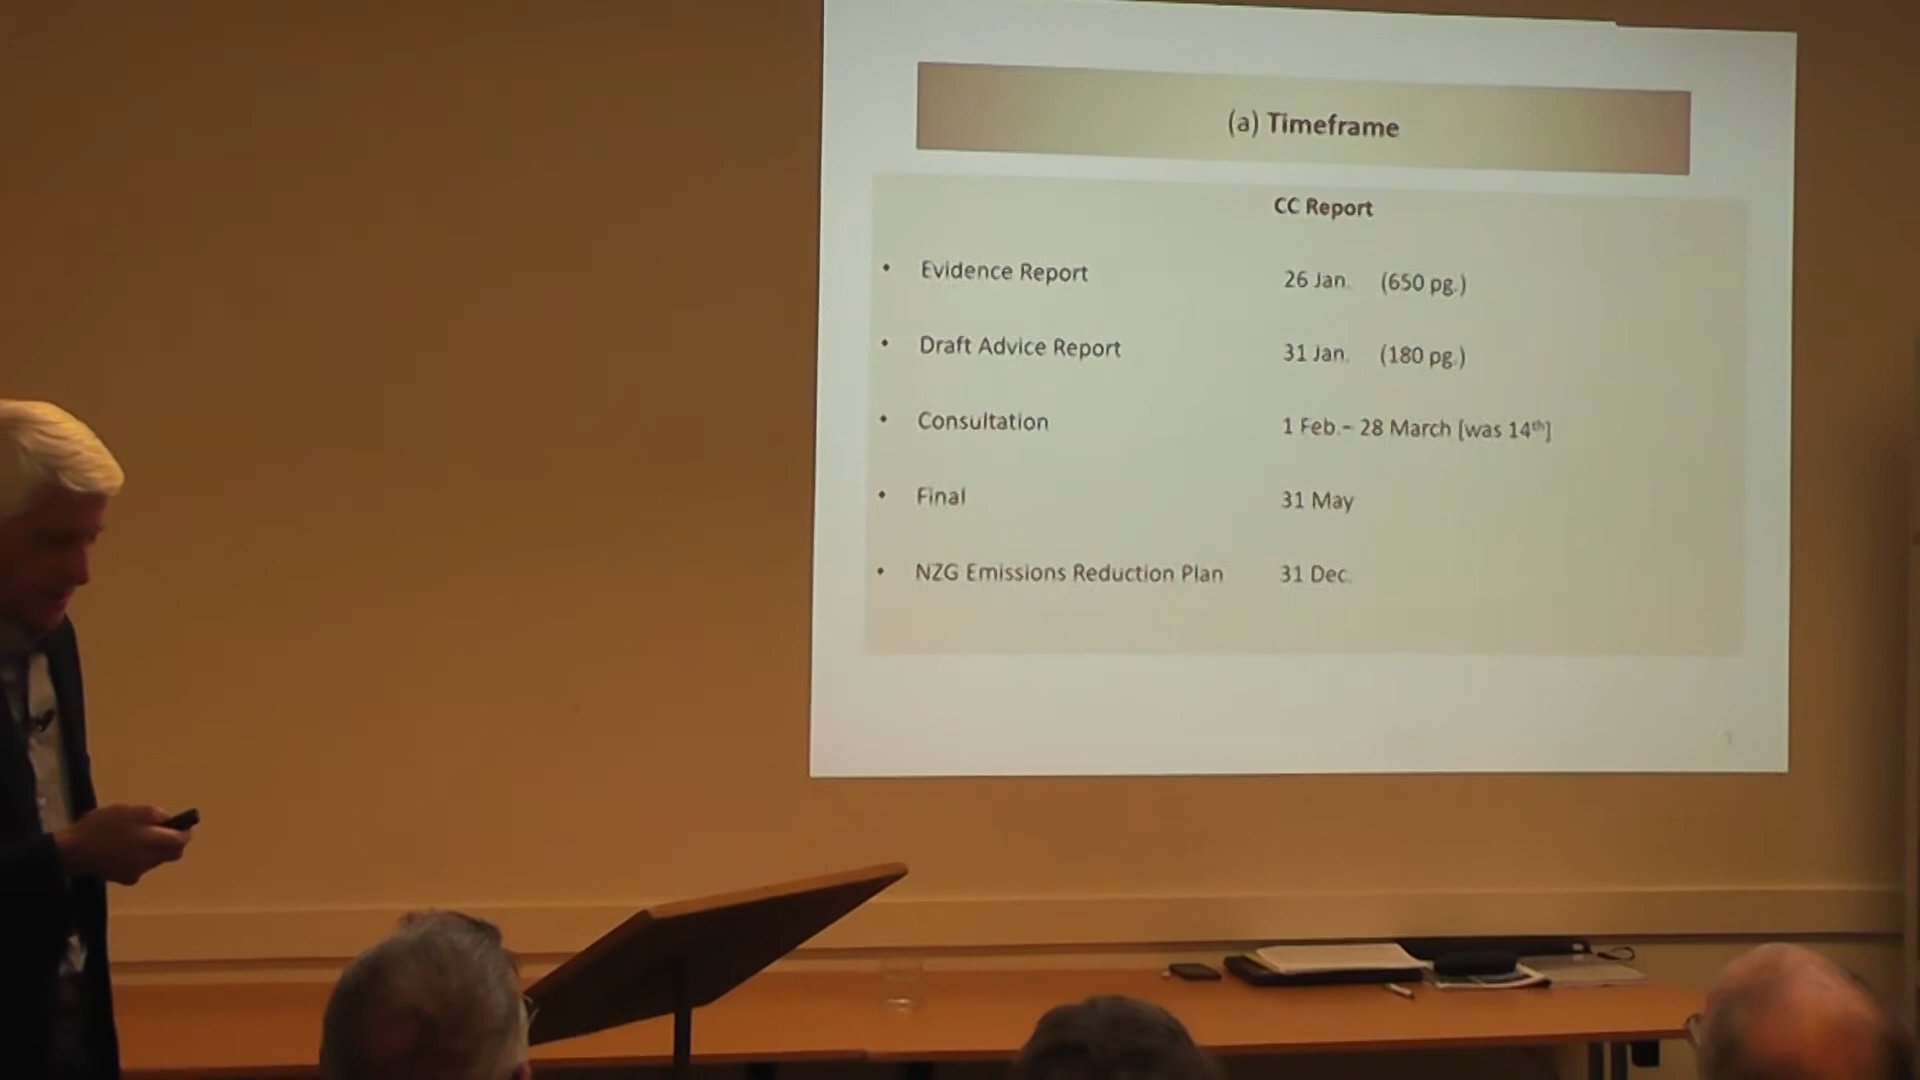 (a) Timeframe
CC Report
• Evidence Report 26 Jan. (650 pg.)
• Draft Advice Report 31 Jan. (180 pg.)
• Consultation 1 Feb.– 28 March [was 14th]
• Final 31 May
• NZG Emissions Reduction Plan 31 Dec.